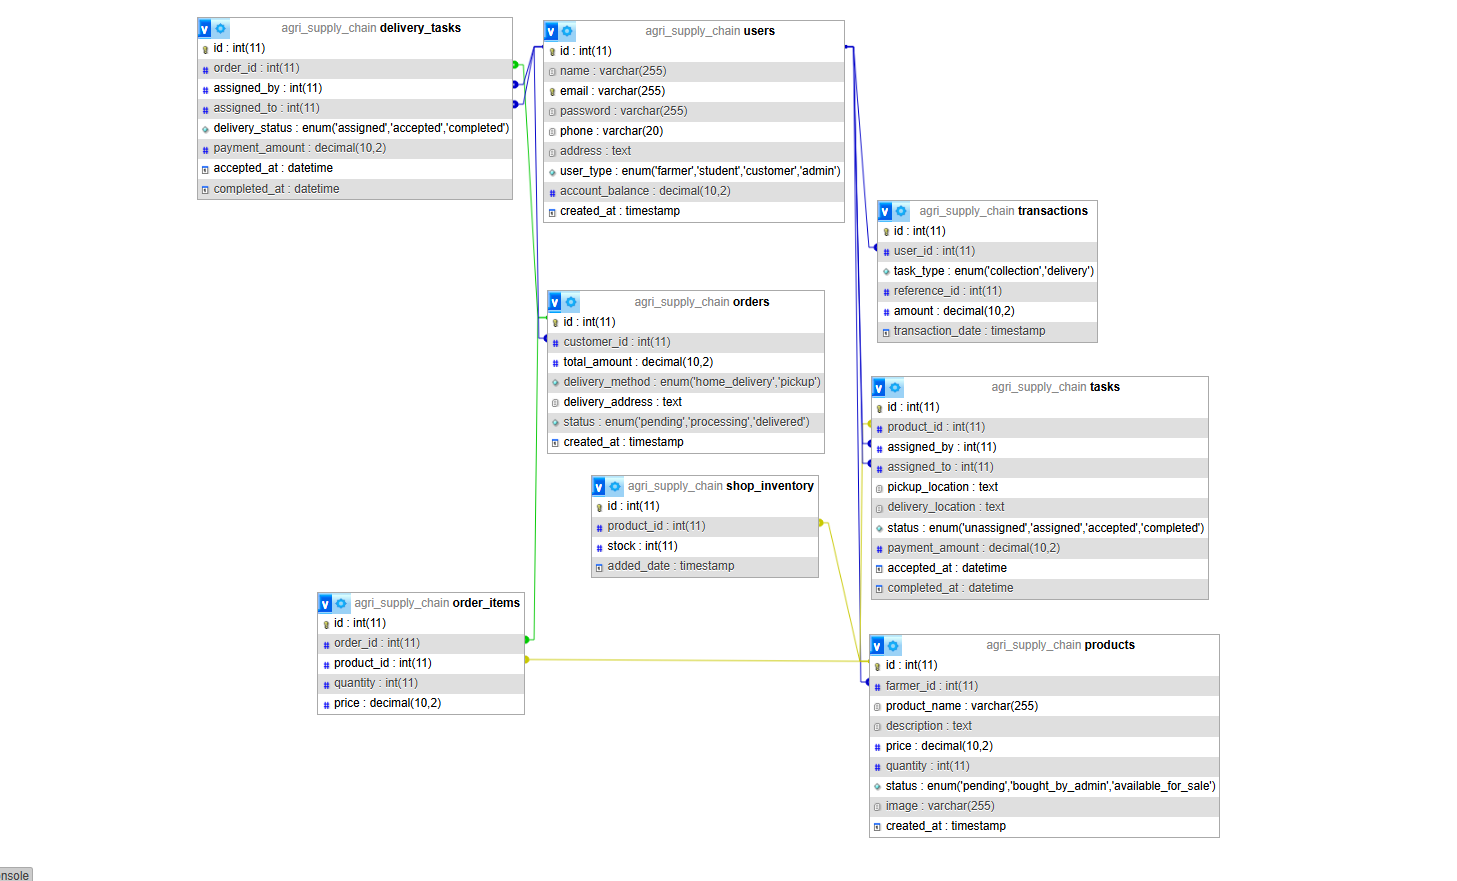 agri_supply_chain delivery_tasks
id : int(11)
order_id : int(11)
assigned_by : int(11)
assigned_to : int(11)
delivery_status : enum('assigned','accepted','completed')
payment_amount : decimal(10,2)
accepted_at : datetime
completed_at : datetime
agri_supply_chain users
id : int(11)
name : varchar(255)
email : varchar(255)
password : varchar(255)
phone : varchar(20)
address : text
user_type : enum('farmer','student','customer','admin')
account_balance : decimal(10,2)
created_at : timestamp
agri_supply_chain transactions
id : int(11)
user_id : int(11)
task_type : enum('collection','delivery')
reference_id : int(11)
amount : decimal(10,2)
transaction_date : timestamp
agri_supply_chain orders
id : int(11)
customer_id : int(11)
total_amount : decimal(10,2)
delivery_method : enum('home_delivery','pickup')
delivery_address : text
status : enum('pending','processing','delivered')
created_at : timestamp
agri_supply_chain tasks
id : int(11)
product_id : int(11)
assigned_by : int(11)
assigned_to : int(11)
pickup_location : text
delivery_location : text
status : enum('unassigned','assigned','accepted','completed')
payment_amount : decimal(10,2)
accepted_at : datetime
completed_at : datetime
agri_supply_chain shop_inventory
id : int(11)
product_id : int(11)
stock : int(11)
added_date : timestamp
agri_supply_chain order_items
id : int(11)
order_id : int(11)
product_id : int(11)
quantity : int(11)
price : decimal(10,2)
agri_supply_chain products
id : int(11)
farmer_id : int(11)
product_name : varchar(255)
description : text
price : decimal(10,2)
quantity : int(11)
status : enum('pending','bought_by_admin','available_for_sale')
image : varchar(255)
created_at : timestamp
nsole